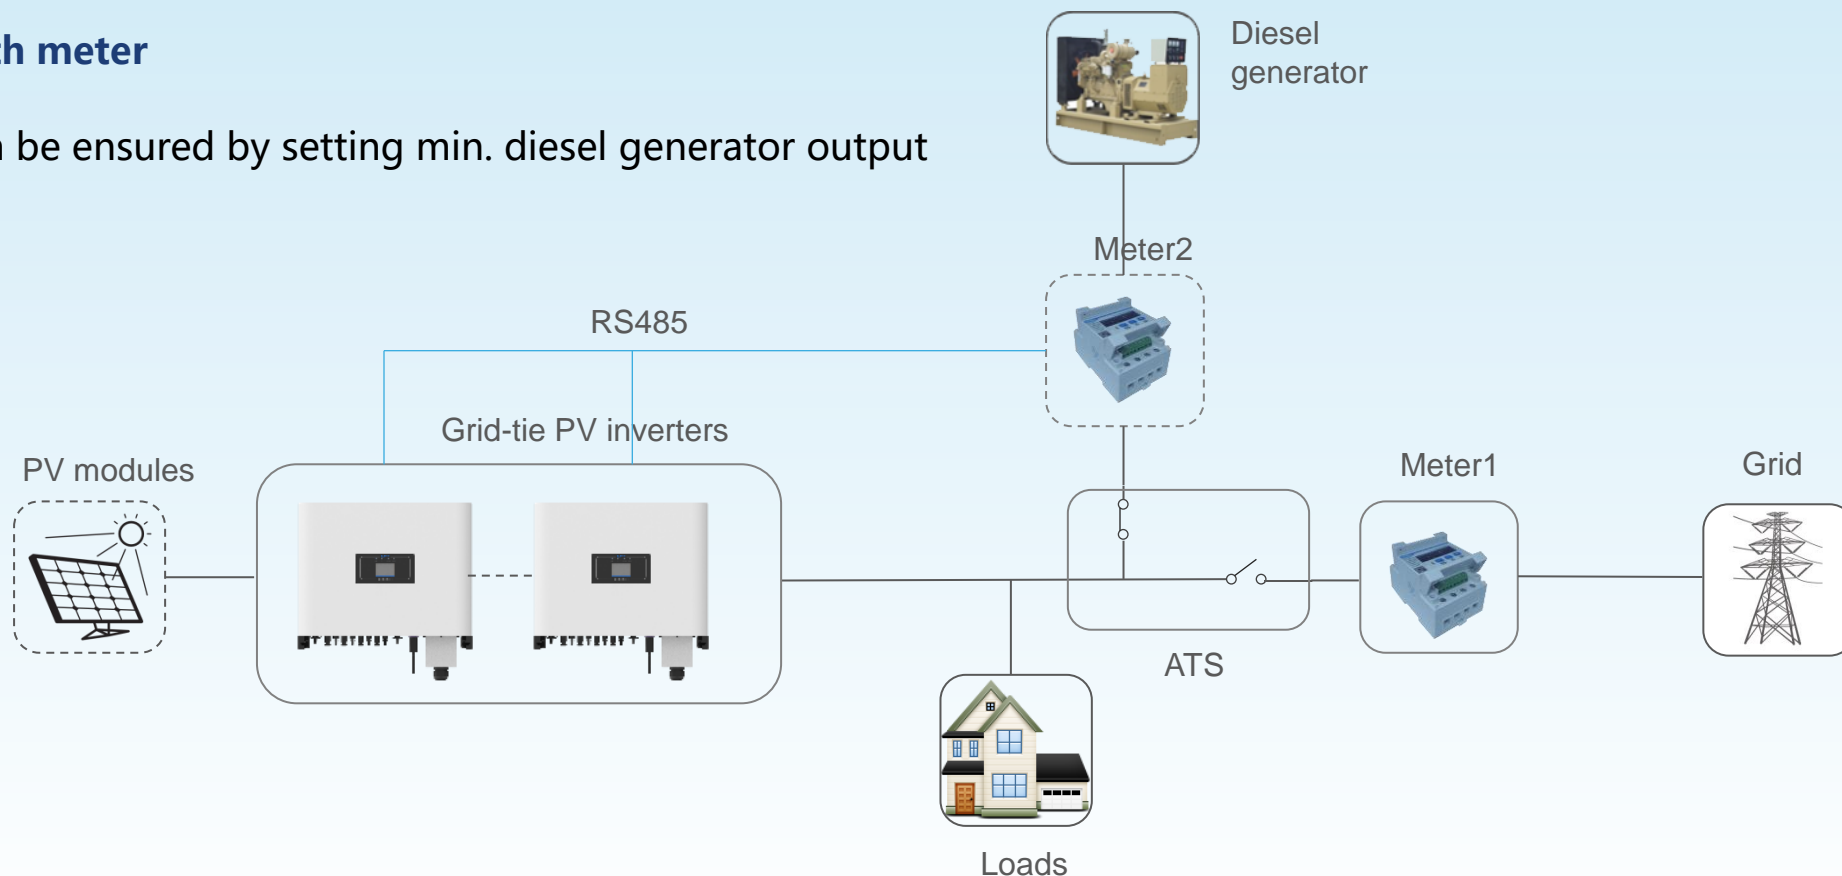 th meter
Diesel
generator
be ensured by setting min. diesel generator output
Meter2
RS485
Grid-tie PV inverters
PV modules
Meter1
Grid
ATS
Loads